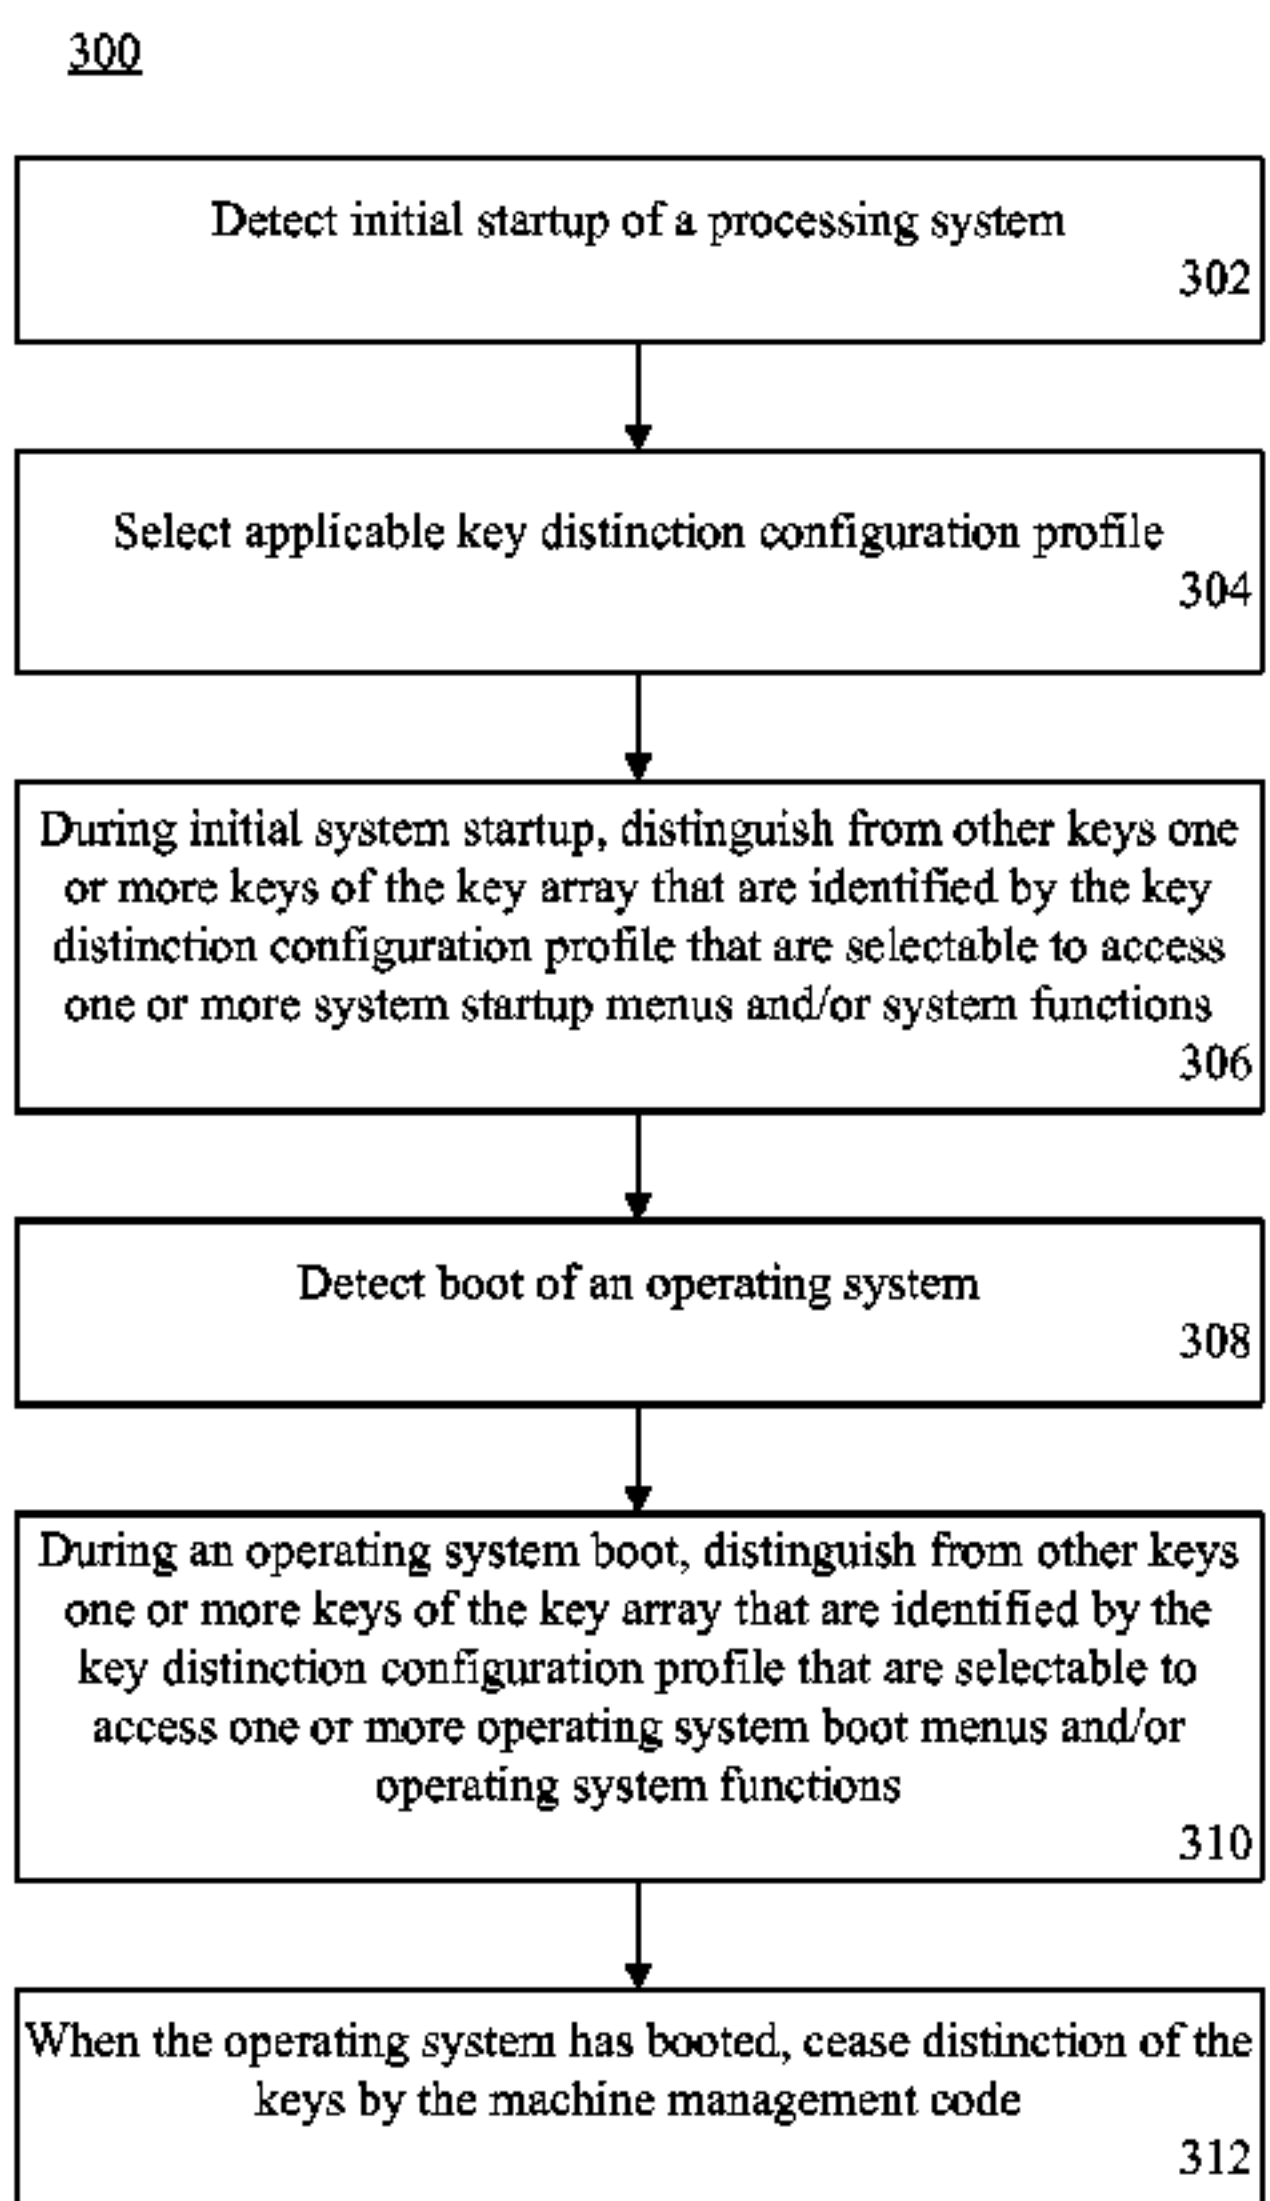 300
Detect initial startup of a processing system
302
Select applicable key distinction configuration profile
304
During initial system startup, distinguish from other keys one
or more keys of the key array that are identified by the key
distinction configuration profile that are selectable to access
one or more system startup menus and/or system functions
306
Detect boot of an operating system
308
During an operating system boot, distinguish from other keys
one or more keys of the key array that are identified by the
key distinction configuration profile that are selectable to
access one or more operating system boot menus and/or
operating system functions
310
When the operating system has booted, cease distinction of the
keys by the machine management code
312